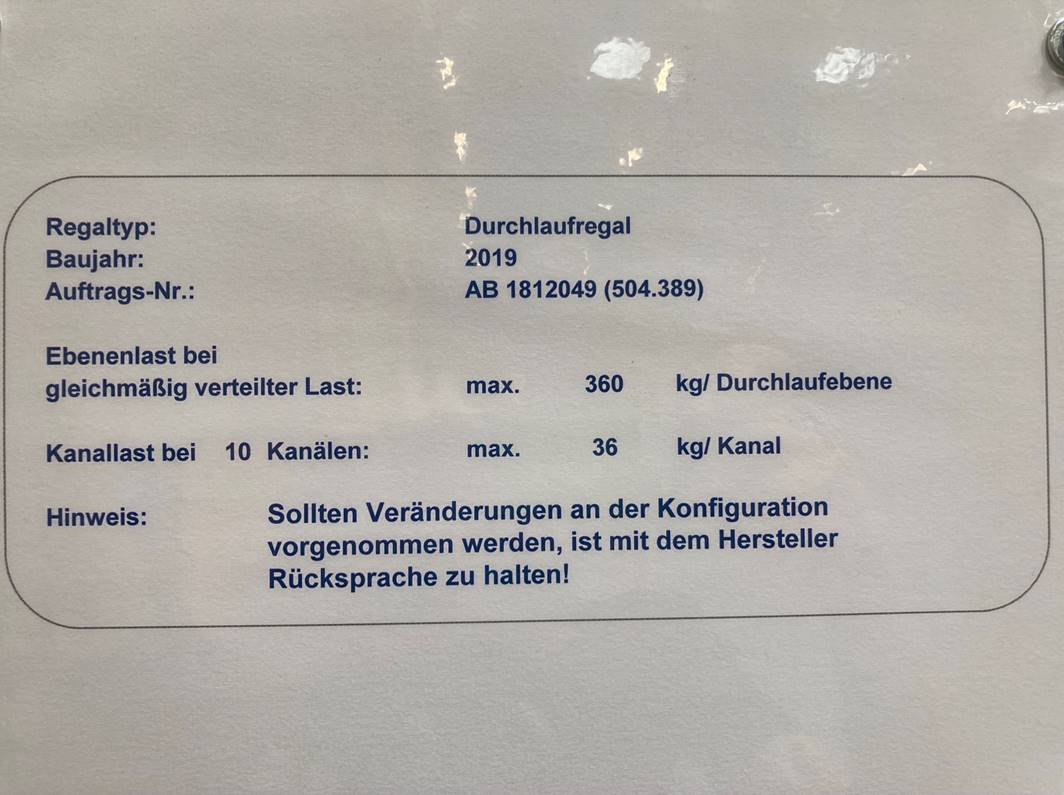 Regaltyp: Durchlaufregal
Baujahr: 2019
Auftrags-Nr.: AB 1812049 (504.389)
Ebenenlast bei
gleichmäßig verteilter Last: max. 360 kg/ Durchlaufebene
Kanallast bei 10 Kanälen: max. 36 kg/ Kanal
Hinweis: Sollten Veränderungen an der Konfiguration
vorgenommen werden, ist mit dem Hersteller
Rücksprache zu halten!